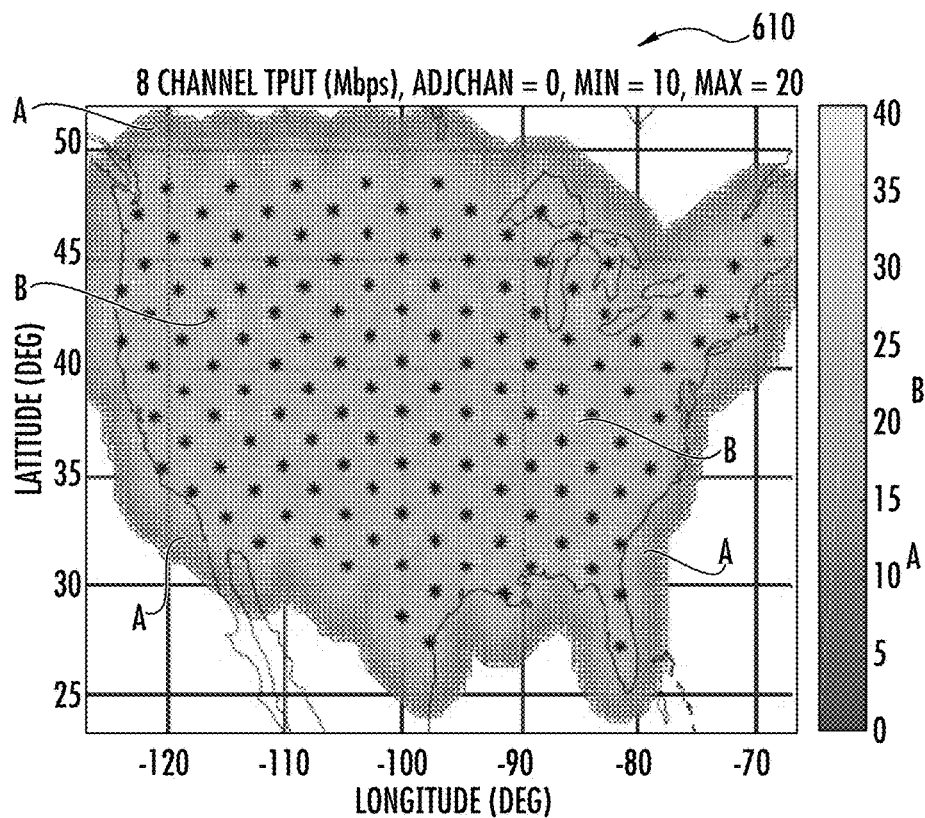 610
8 CHANNEL TPUT (Mbps), ADJCHAN = 0, MIN = 10, MAX = 20
A
50
45
B
40
35
30
25
LATITUDE (DEG)
B
A
A
-120 -110 -100 -90 -80 -70
LONGITUDE (DEG)
40
35
30
25
B
20
15
A
10
5
0